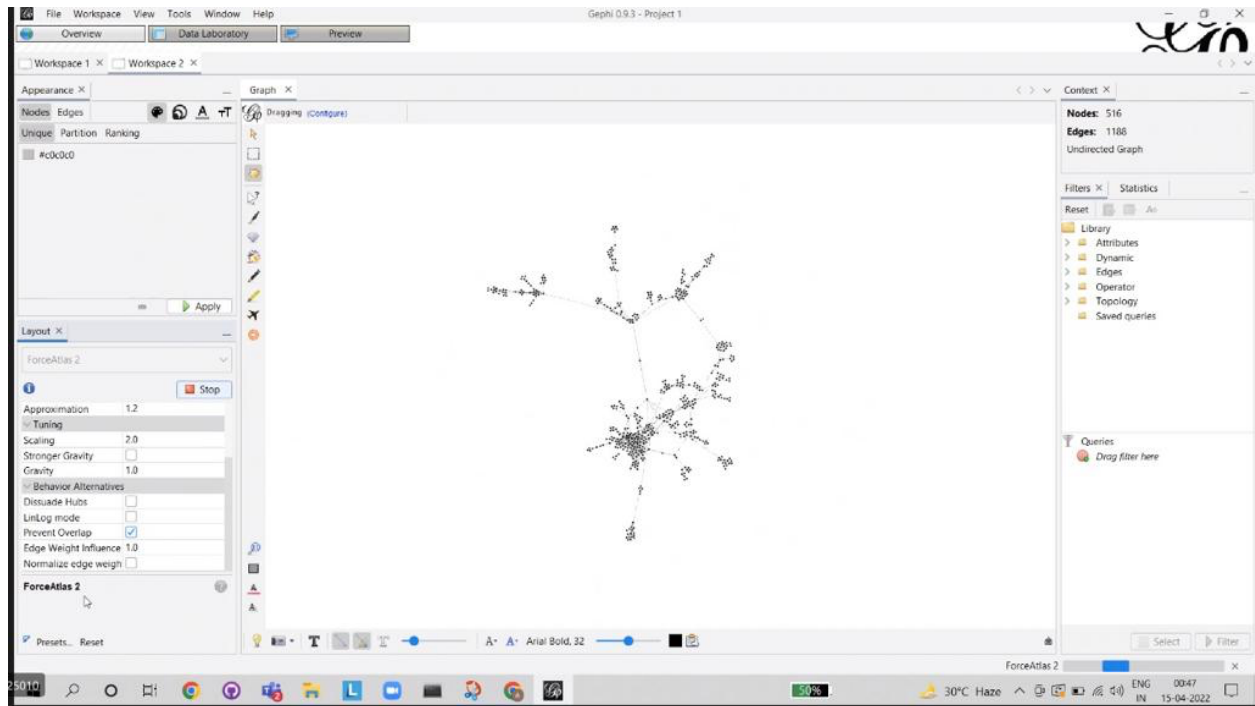 File Workspace View Tools Window Help
Gephi 0.9.3 - Project 1
Overview Data Laboratory Preview
Workspace 1 × Workspace 2 ×
Appearance ×
Nodes Edges
Unique Partition Ranking
#c0c0c0
Apply
Layout ×
ForceAtlas 2
Stop
Approximation 1.2
Tuning
Scaling 2.0
Stronger Gravity
Gravity 1.0
Behavior Alternatives
Dissuade Hubs
LinLog mode
Prevent Overlap
Edge Weight Influence 1.0
Normalize edge weigh
ForceAtlas 2
Presets... Reset
Graph ×
Dragging (Configure)
T T A- A- Arial Bold, 32
Context ×
Nodes: 516
Edges: 1188
Undirected Graph
Filters × Statistics
Reset
Library
Attributes
Dynamic
Edges
Operator
Topology
Saved queries
Queries
Drag filter here
Select Filter
ForceAtlas 2
25010
50%
30°C Haze
ENG 00:47
IN 15-04-2022